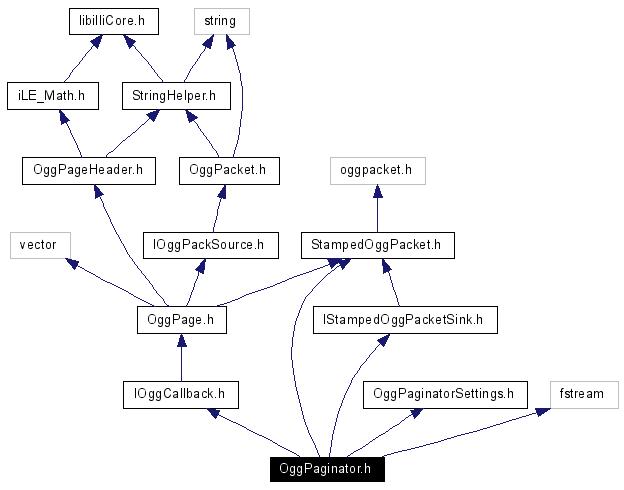 libilliCore.h
string
iLE_Math.h
StringHelper.h
OggPageHeader.h
OggPacket.h
oggpacket.h
vector
IOggPackSource.h
StampedOggPacket.h
OggPage.h
IStampedOggPacketSink.h
IOggCallback.h
OggPaginatorSettings.h
fstream
OggPaginator.h